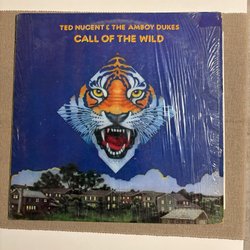 TED NUGENT & THE AMBOY DUKES
CALL OF THE WILD